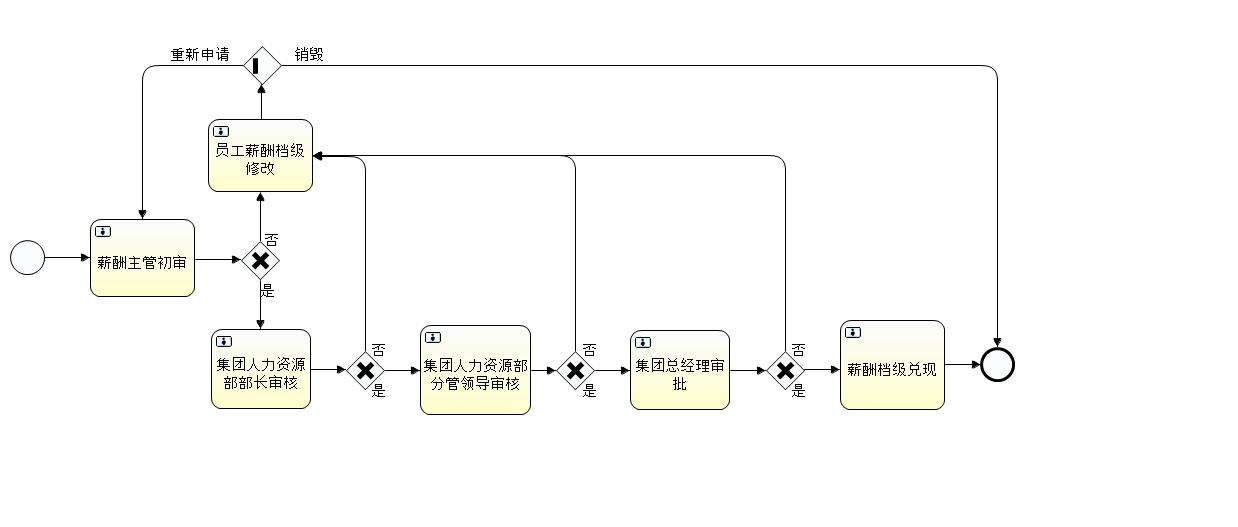 重新申请
销毁
员工薪酬档级
修改
否
薪酬主管初审
是
集团人力资源
部部长审核
否
是
集团人力资源部
分管领导审核
否
是
集团总经理审
批
否
是
薪酬档级兑现